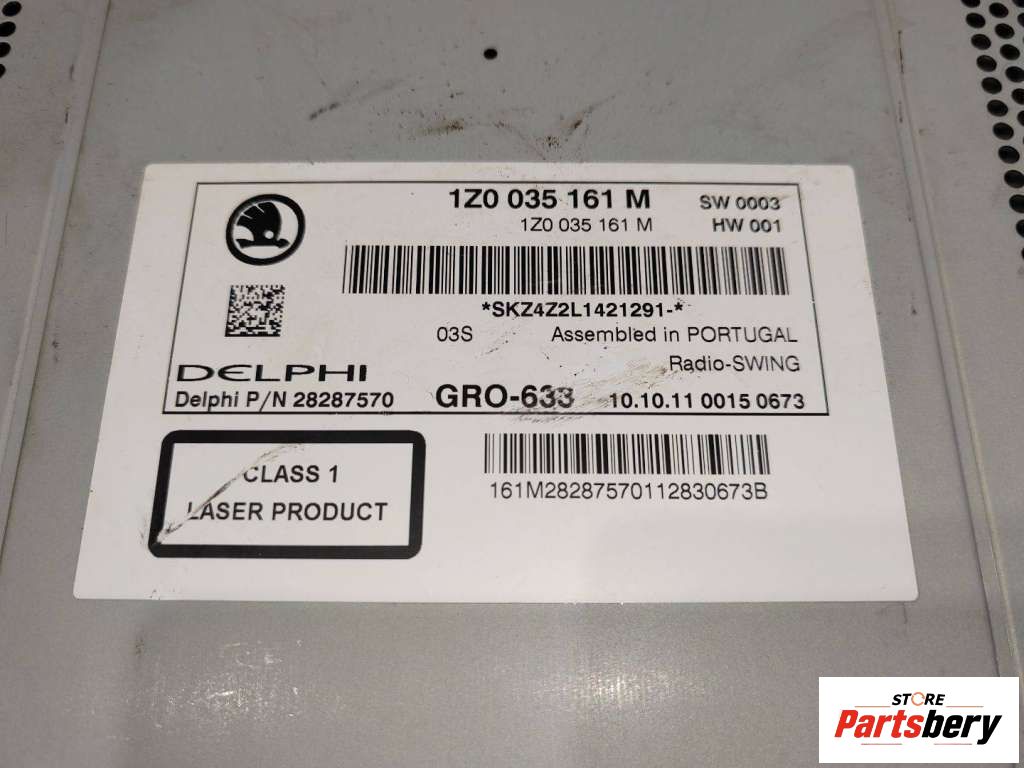 1Z0 035 161 M
SW 0003
1Z0 035 161 M
HW 001
*SKZ4Z2L1421291-*
03S
Assembled in PORTUGAL
Radio-SWING
DELPHI
Delphi P/N 28287570
GRO-633
10.10.11 0015 0673
CLASS 1
LASER PRODUCT
161M28287570112830673B
STORE
Partsbery